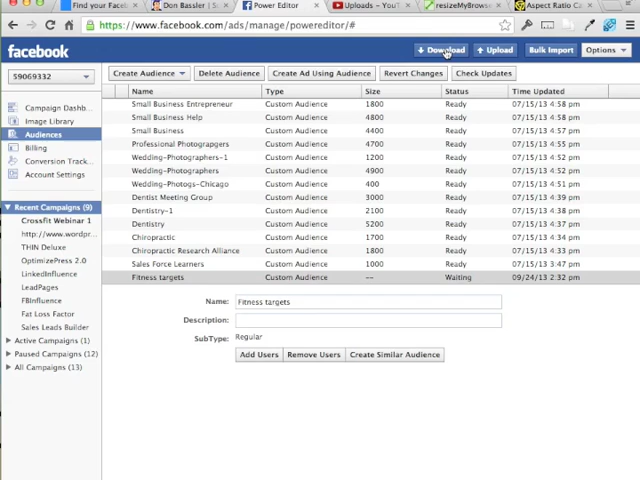 Find your Faceb
Don Bassler | S
Power Editor
Uploads - YouT
resizeMyBrows
Aspect Ratio Ca
https://www.facebook.com/ads/manage/powereditor/#
facebook
Download
Upload
Bulk Import
Options
59069332
Create Audience
Delete Audience
Create Ad Using Audience
Revert Changes
Check Updates
Campaign Dashb...
Image Library
Audiences
Billing
Conversion Track...
Account Settings
Recent Campaigns (9)
Crossfit Webinar 1
http://www.wordpr...
THIN Deluxe
OptimizePress 2.0
LinkedInfluence
LeadPages
FBInfluence
Fat Loss Factor
Sales Leads Builder
Active Campaigns (1)
Paused Campaigns (12)
All Campaigns (13)
Name Type Size Status Time Updated
Small Business Entrepreneur Custom Audience 1800 Ready 07/15/13 4:58 pm
Small Business Help Custom Audience 4800 Ready 07/15/13 4:58 pm
Small Business Custom Audience 4400 Ready 07/15/13 4:57 pm
Professional Photograpgers Custom Audience 4700 Ready 07/15/13 4:55 pm
Wedding-Photographers-1 Custom Audience 1200 Ready 07/15/13 4:52 pm
Wedding-Photographers Custom Audience 4900 Ready 07/15/13 4:52 pm
Wedding-Photogs-Chicago Custom Audience 400 Ready 07/15/13 4:51 pm
Dentist Meeting Group Custom Audience 3000 Ready 07/15/13 4:39 pm
Dentistry-1 Custom Audience 2100 Ready 07/15/13 4:38 pm
Dentistry Custom Audience 5700 Ready 07/15/13 4:37 pm
Chiropractic Custom Audience 1700 Ready 07/15/13 4:34 pm
Chiropractic Research Alliance Custom Audience 1800 Ready 07/15/13 4:33 pm
Sales Force Learners Custom Audience 1000 Ready 07/15/13 3:47 pm
Fitness targets Custom Audience -- Waiting 09/24/13 2:32 pm
Name: Fitness targets
Description:
SubType: Regular
Add Users
Remove Users
Create Similar Audience